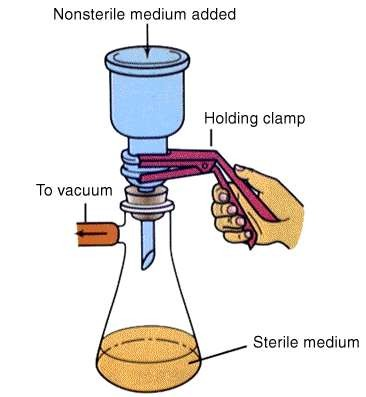 Nonsterile medium added
Holding clamp
To vacuum
Sterile medium